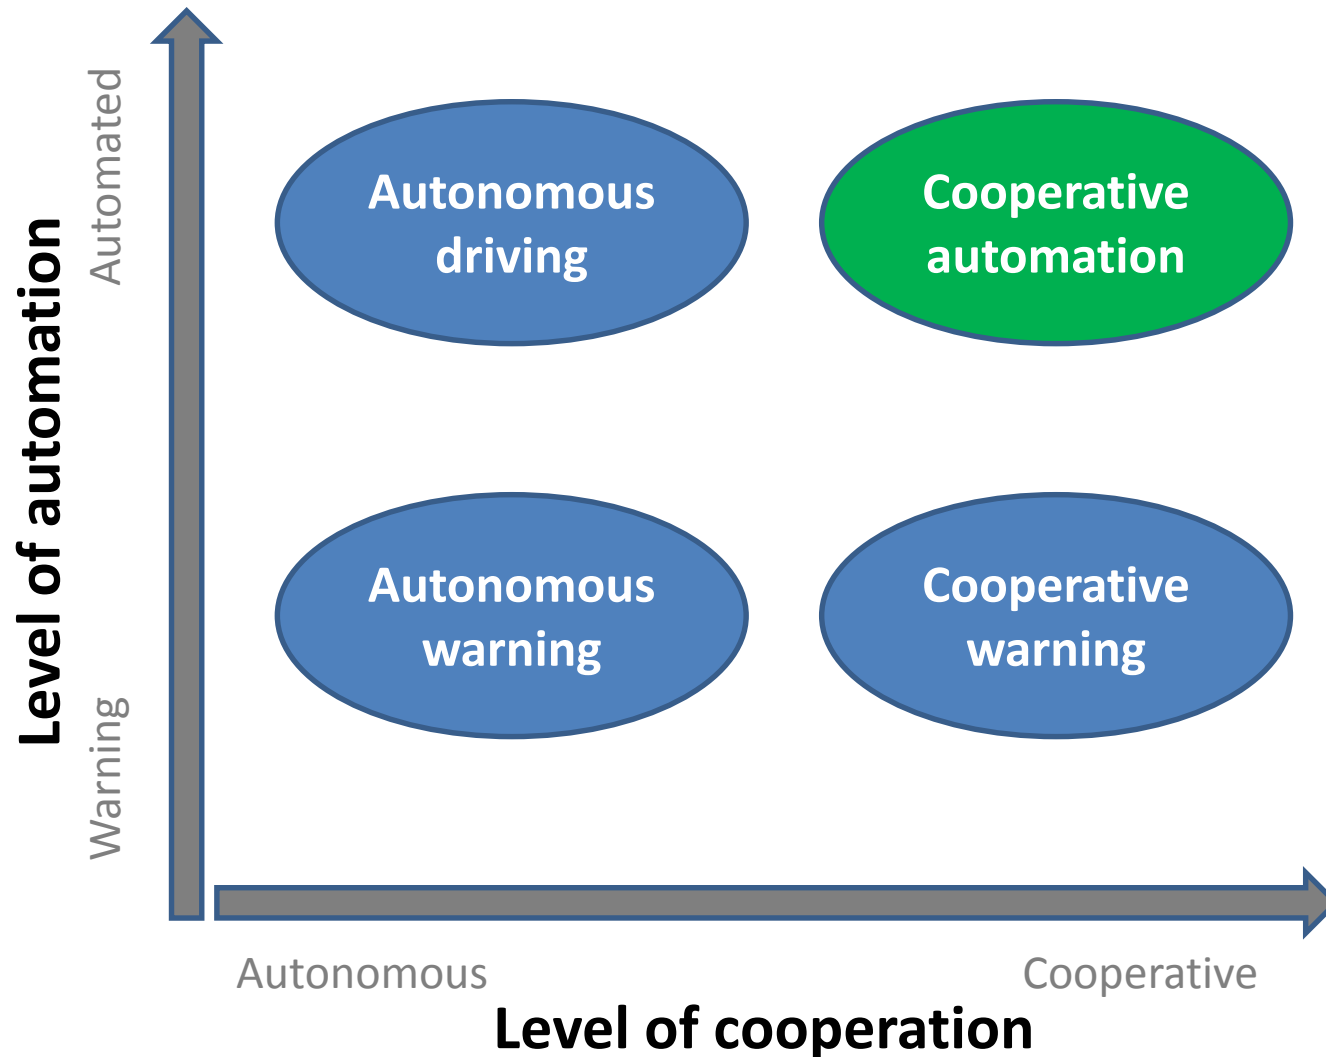 Level of automation
Automated
Warning
Autonomous
driving
Cooperative
automation
Autonomous
warning
Cooperative
warning
Autonomous
Cooperative
Level of cooperation